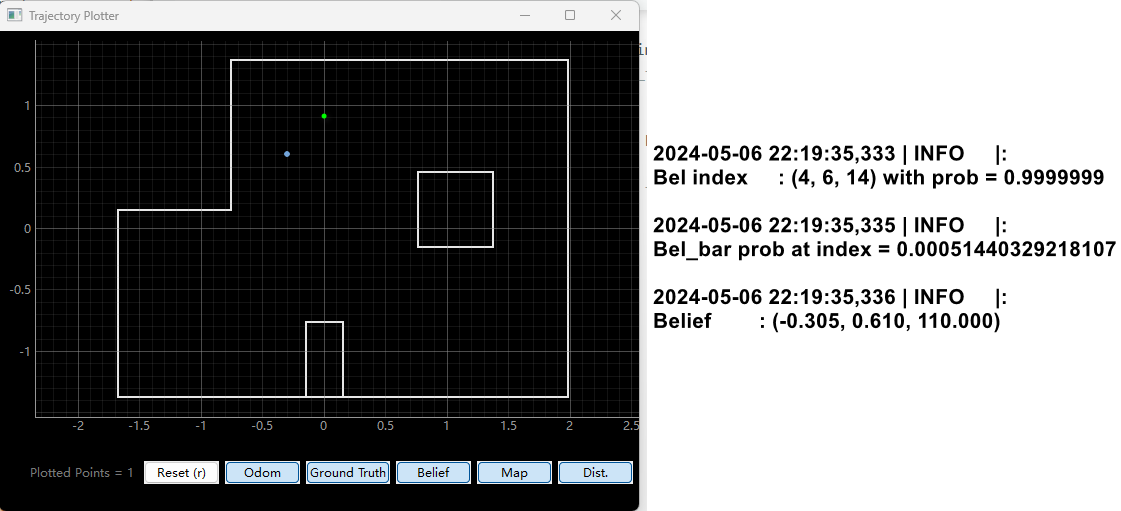 Trajectory Plotter
1
0.5
0
-0.5
-1
-2 -1.5 -1 -0.5 0 0.5 1 1.5 2 2.5
Plotted Points = 1 Reset (r) Odom Ground Truth Belief Map Dist.
2024-05-06 22:19:35,333 | INFO |:
Bel index : (4, 6, 14) with prob = 0.9999999
2024-05-06 22:19:35,335 | INFO |:
Bel_bar prob at index = 0.00051440329218107
2024-05-06 22:19:35,336 | INFO |:
Belief : (-0.305, 0.610, 110.000)